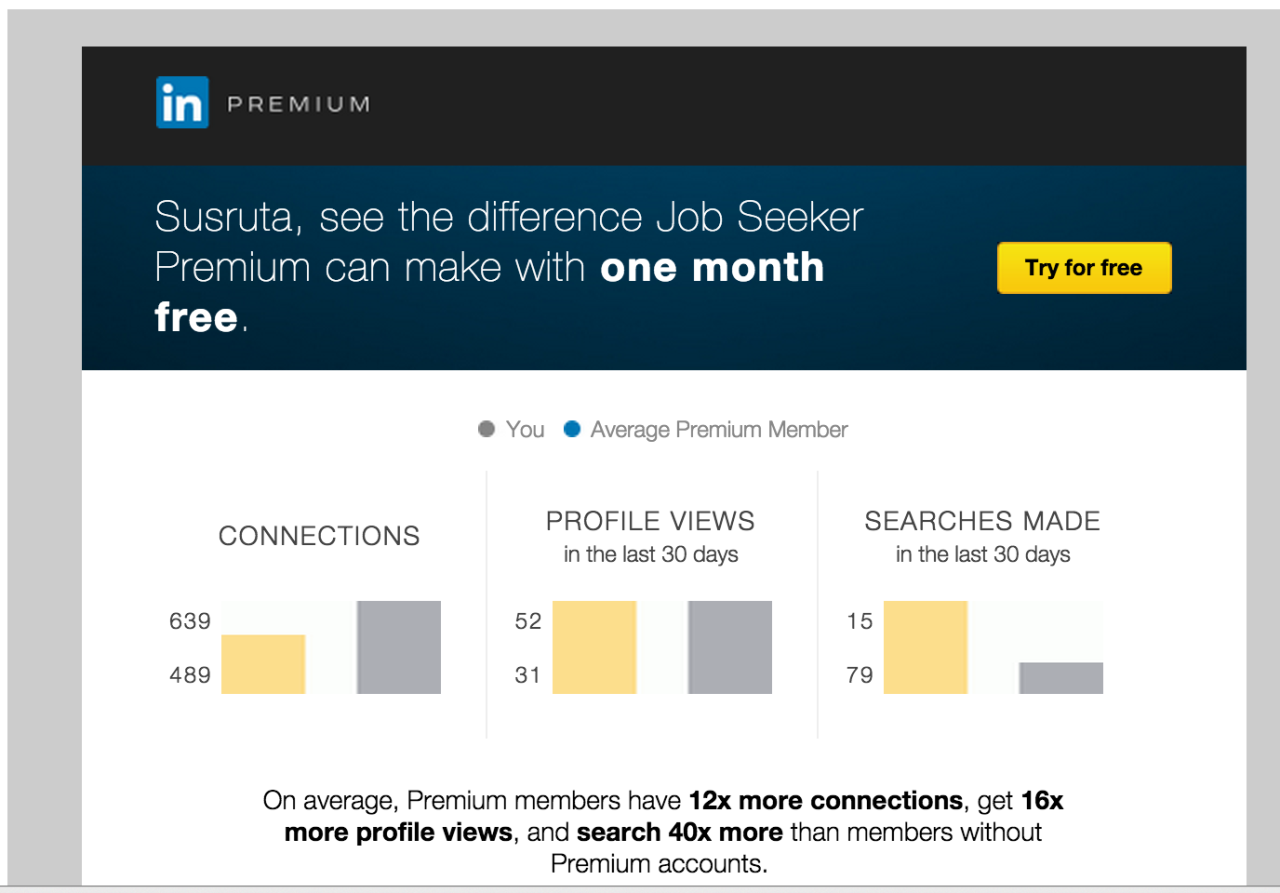 in PREMIUM
Susruta, see the difference Job Seeker
Premium can make with one month
free.
Try for free
You Average Premium Member
CONNECTIONS
639
489
PROFILE VIEWS
in the last 30 days
52
31
SEARCHES MADE
in the last 30 days
15
79
On average, Premium members have 12x more connections, get 16x
more profile views, and search 40x more than members without
Premium accounts.